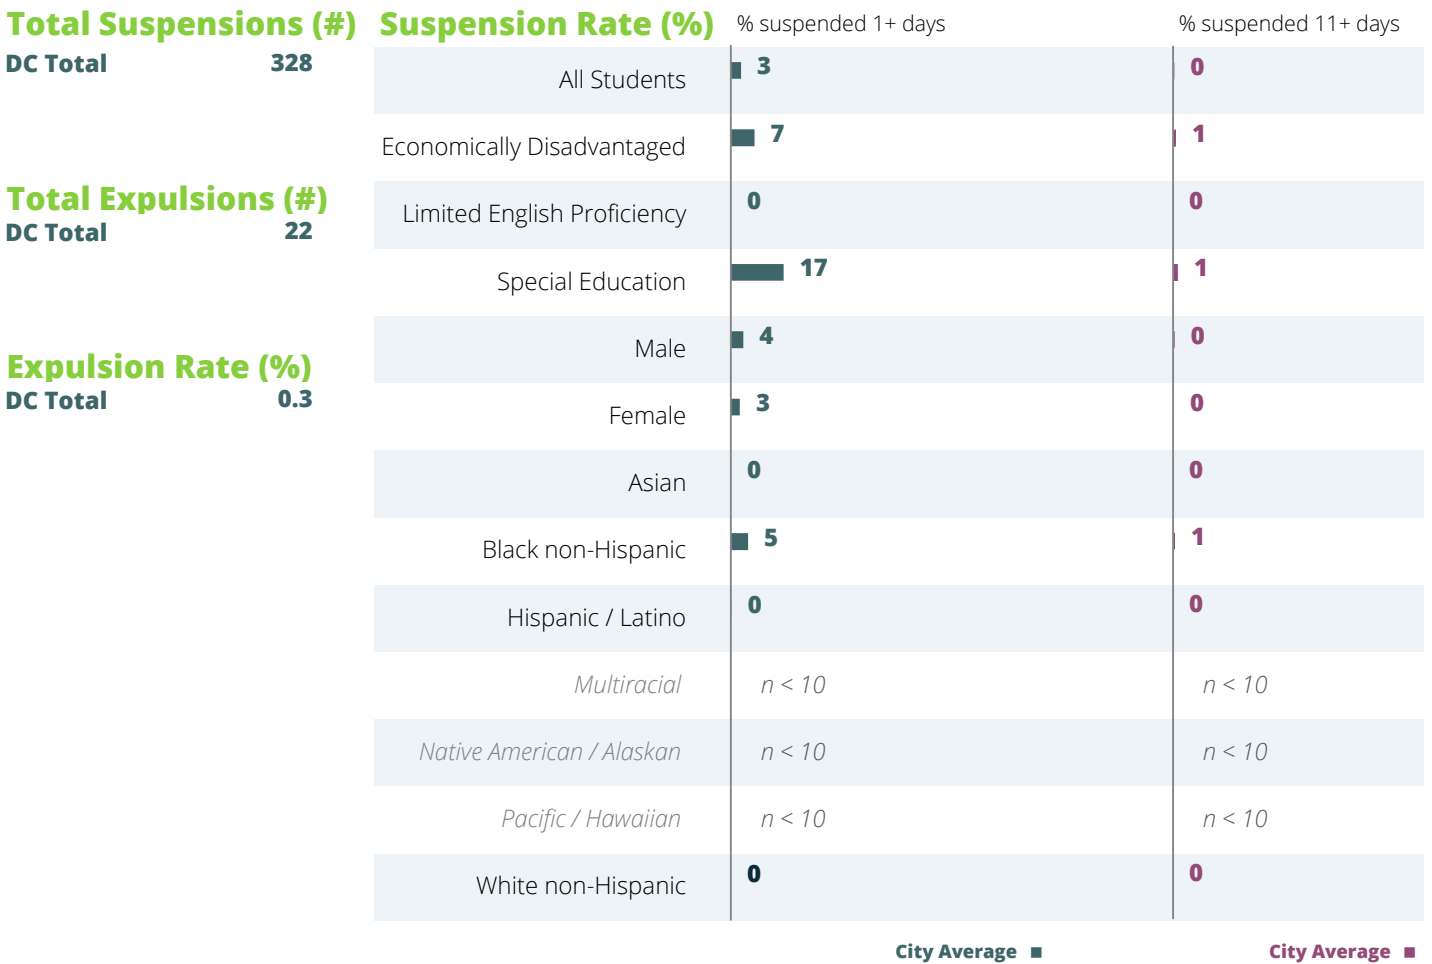 Total Suspensions (#)
DC Total 328
Total Expulsions (#)
DC Total 22
Expulsion Rate (%)
DC Total 0.3
Suspension Rate (%) % suspended 1+ days % suspended 11+ days
All Students 3 0
Economically Disadvantaged 7 1
Limited English Proficiency 0 0
Special Education 17 1
Male 4 0
Female 3 0
Asian 0 0
Black non-Hispanic 5 1
Hispanic / Latino 0 0
Multiracial n < 10 n < 10
Native American / Alaskan n < 10 n < 10
Pacific / Hawaiian n < 10 n < 10
White non-Hispanic 0 0
City Average City Average